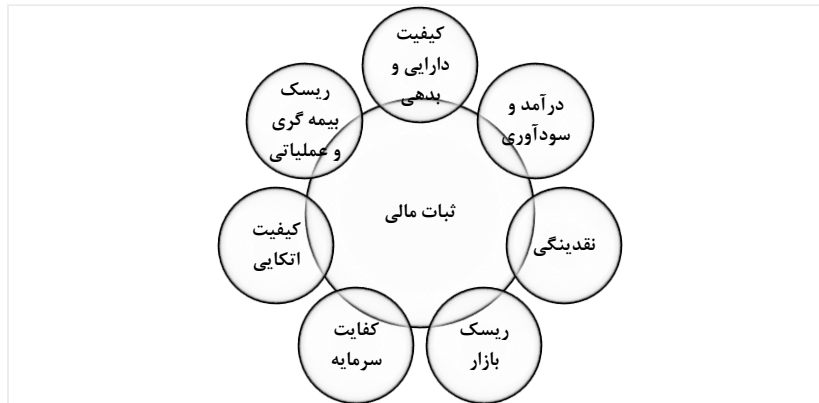 کیفیت
دارایی و
بدهی
درآمد و
سودآوری
نقدینگی
ریسک
بازار
کفایت
سرمایه
کیفیت
اتکایی
ریسک
بیمه گری
و عملیاتی
ثبات مالی